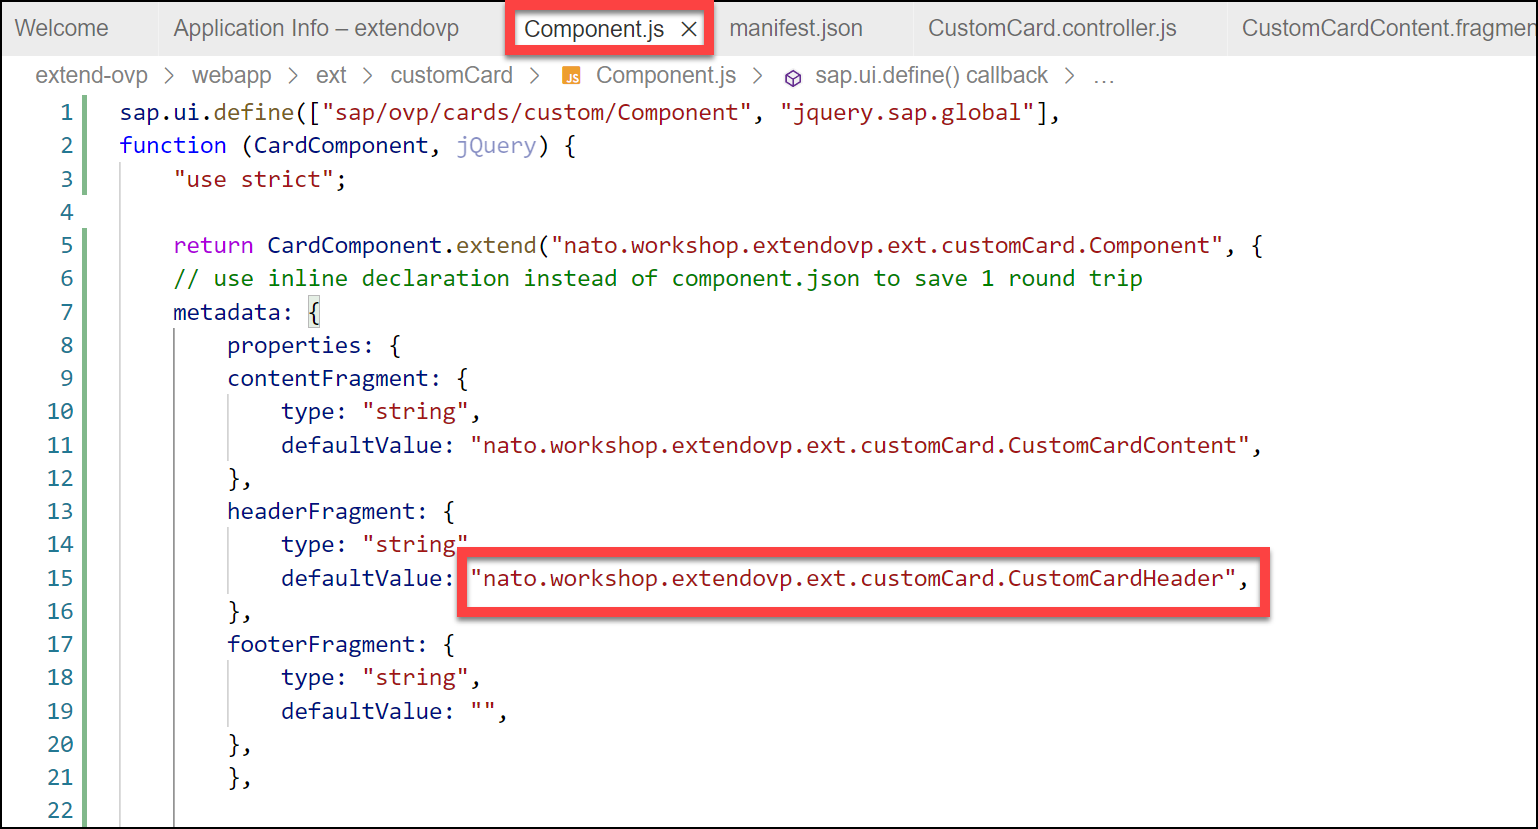 Welcome Application Info – extendovp Component.js manifest.json CustomCard.controller.js CustomCardContent.fragmen
extend-ovp > webapp > ext > customCard > JS Component.js > sap.ui.define() callback > ...
1 sap.ui.define(["sap/ovp/cards/custom/Component", "jquery.sap.global"],
2 function (CardComponent, jQuery) {
3 "use strict";
4
5 return CardComponent.extend("nato.workshop.extendovp.ext.customCard.Component", {
6 // use inline declaration instead of component.json to save 1 round trip
7 metadata: {
8 properties: {
9 contentFragment: {
10 type: "string",
11 defaultValue: "nato.workshop.extendovp.ext.customCard.CustomCardContent",
12 },
13 headerFragment: {
14 type: "string"
15 defaultValue: "nato.workshop.extendovp.ext.customCard.CustomCardHeader",
16 },
17 footerFragment: {
18 type: "string",
19 defaultValue: "",
20 },
21 },
22